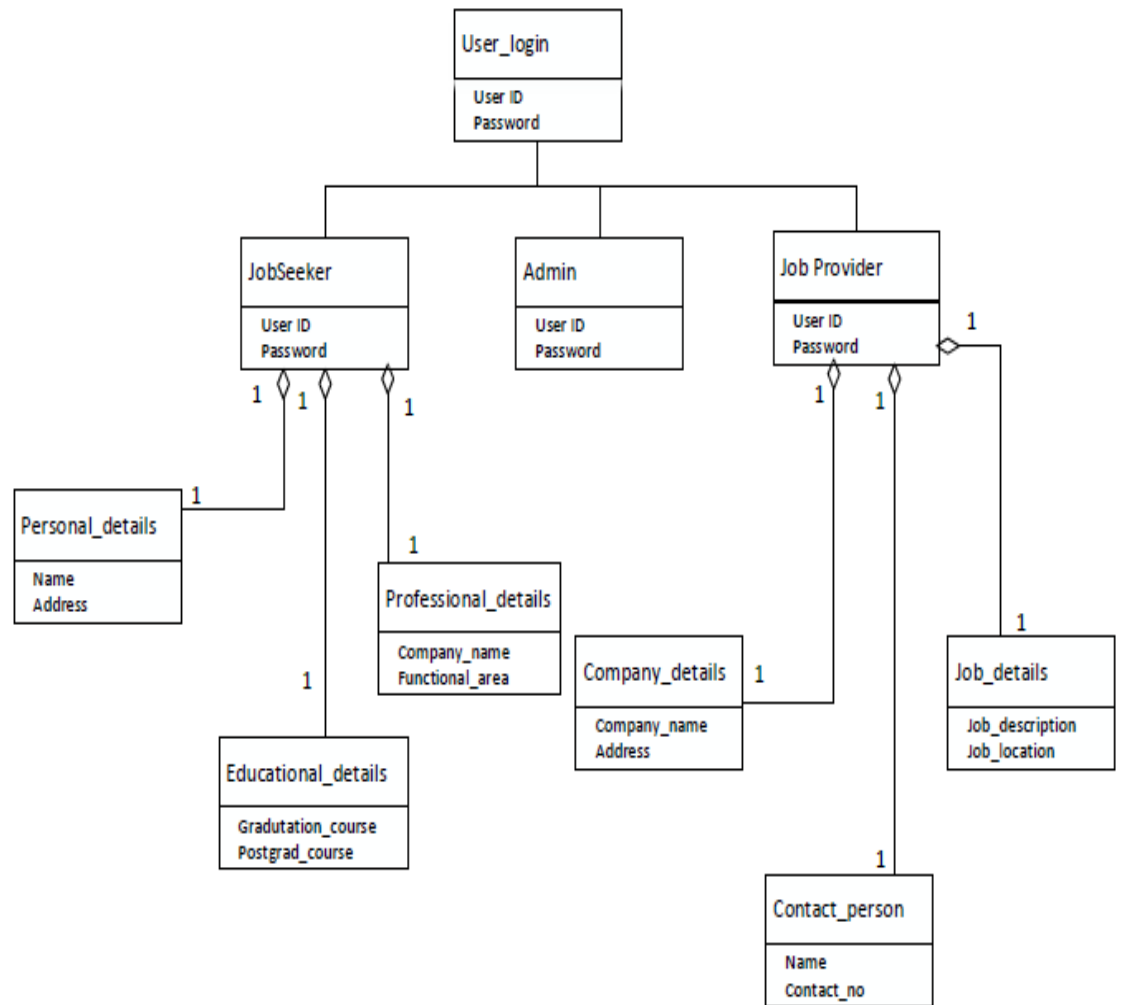 User_login
User ID
Password
JobSeeker
User ID
Password
Admin
User ID
Password
Job Provider
User ID
Password
1
1
1
1
1
1
1
Personal_details
Name
Address
1
Professional_details
Company_name
Functional_area
1
Company_details
Company_name
Address
1
Job_details
Job_description
Job_location
1
Educational_details
Gradutation_course
Postgrad_course
1
Contact_person
Name
Contact_no